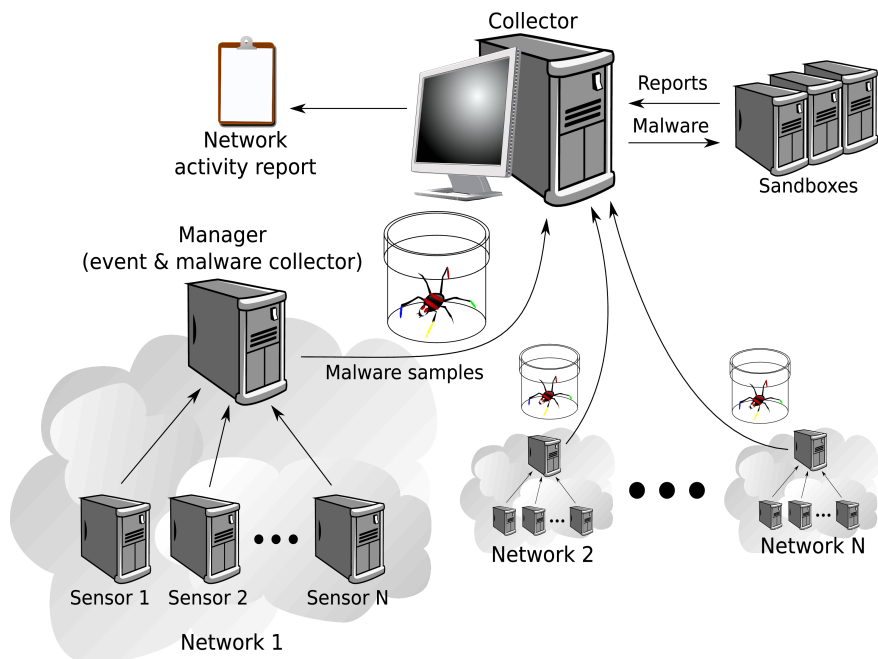 Collector
Network
activity report
Reports
Malware
Sandboxes
Manager
(event & malware collector)
Malware samples
Sensor 1
Sensor 2
Sensor N
Network 1
Network 2
Network N